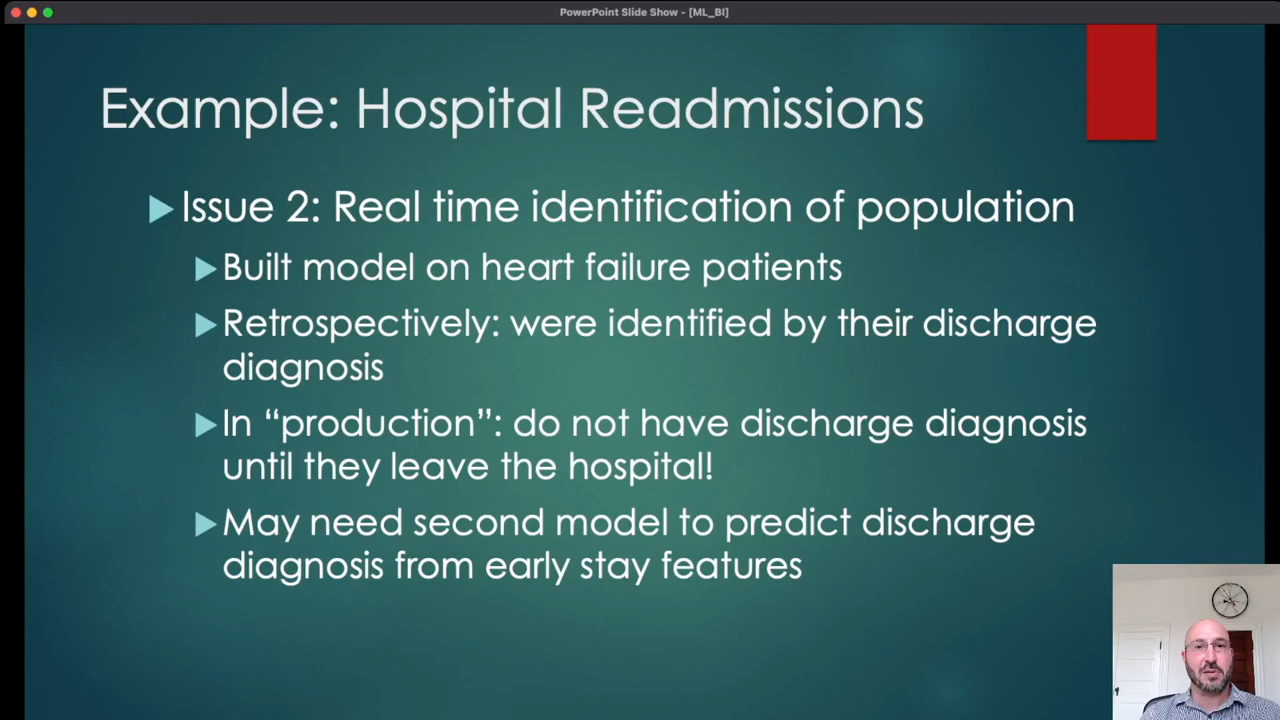 PowerPoint Slide Show - [ML_BI]
Example: Hospital Readmissions
Issue 2: Real time identification of population
Built model on heart failure patients
Retrospectively: were identified by their discharge
diagnosis
In “production”: do not have discharge diagnosis
until they leave the hospital!
May need second model to predict discharge
diagnosis from early stay features